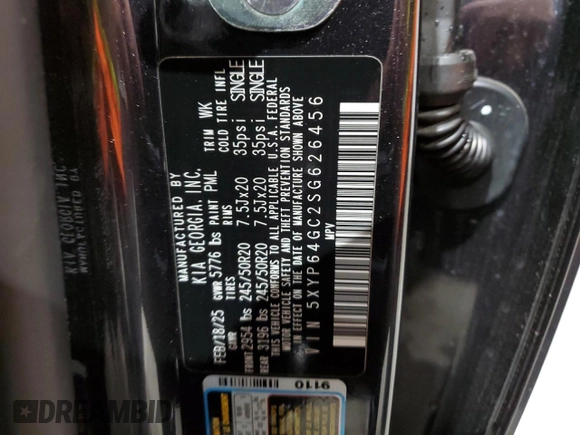 MANUFACTURED BY
KIA GEORGIA, INC.
FEB/18/25 GVWR 5776 lbs PAINT PML TRIM WK
GAWR TIRES RIMS COLD TIRE INFL
FRONT 2954 lbs 245/50R20 7.5Jx20 35psi SINGLE
REAR 3196 lbs 245/50R20 7.5Jx20 35psi SINGLE
THIS VEHICLE CONFORMS TO ALL APPLICABLE U.S.A. FEDERAL
MOTOR VEHICLE SAFETY AND THEFT PREVENTION STANDARDS
IN EFFECT ON THE DATE OF MANUFACTURE SHOWN ABOVE
VIN 5XYP64GC2SG626456
MPV
9110
DREAMBID